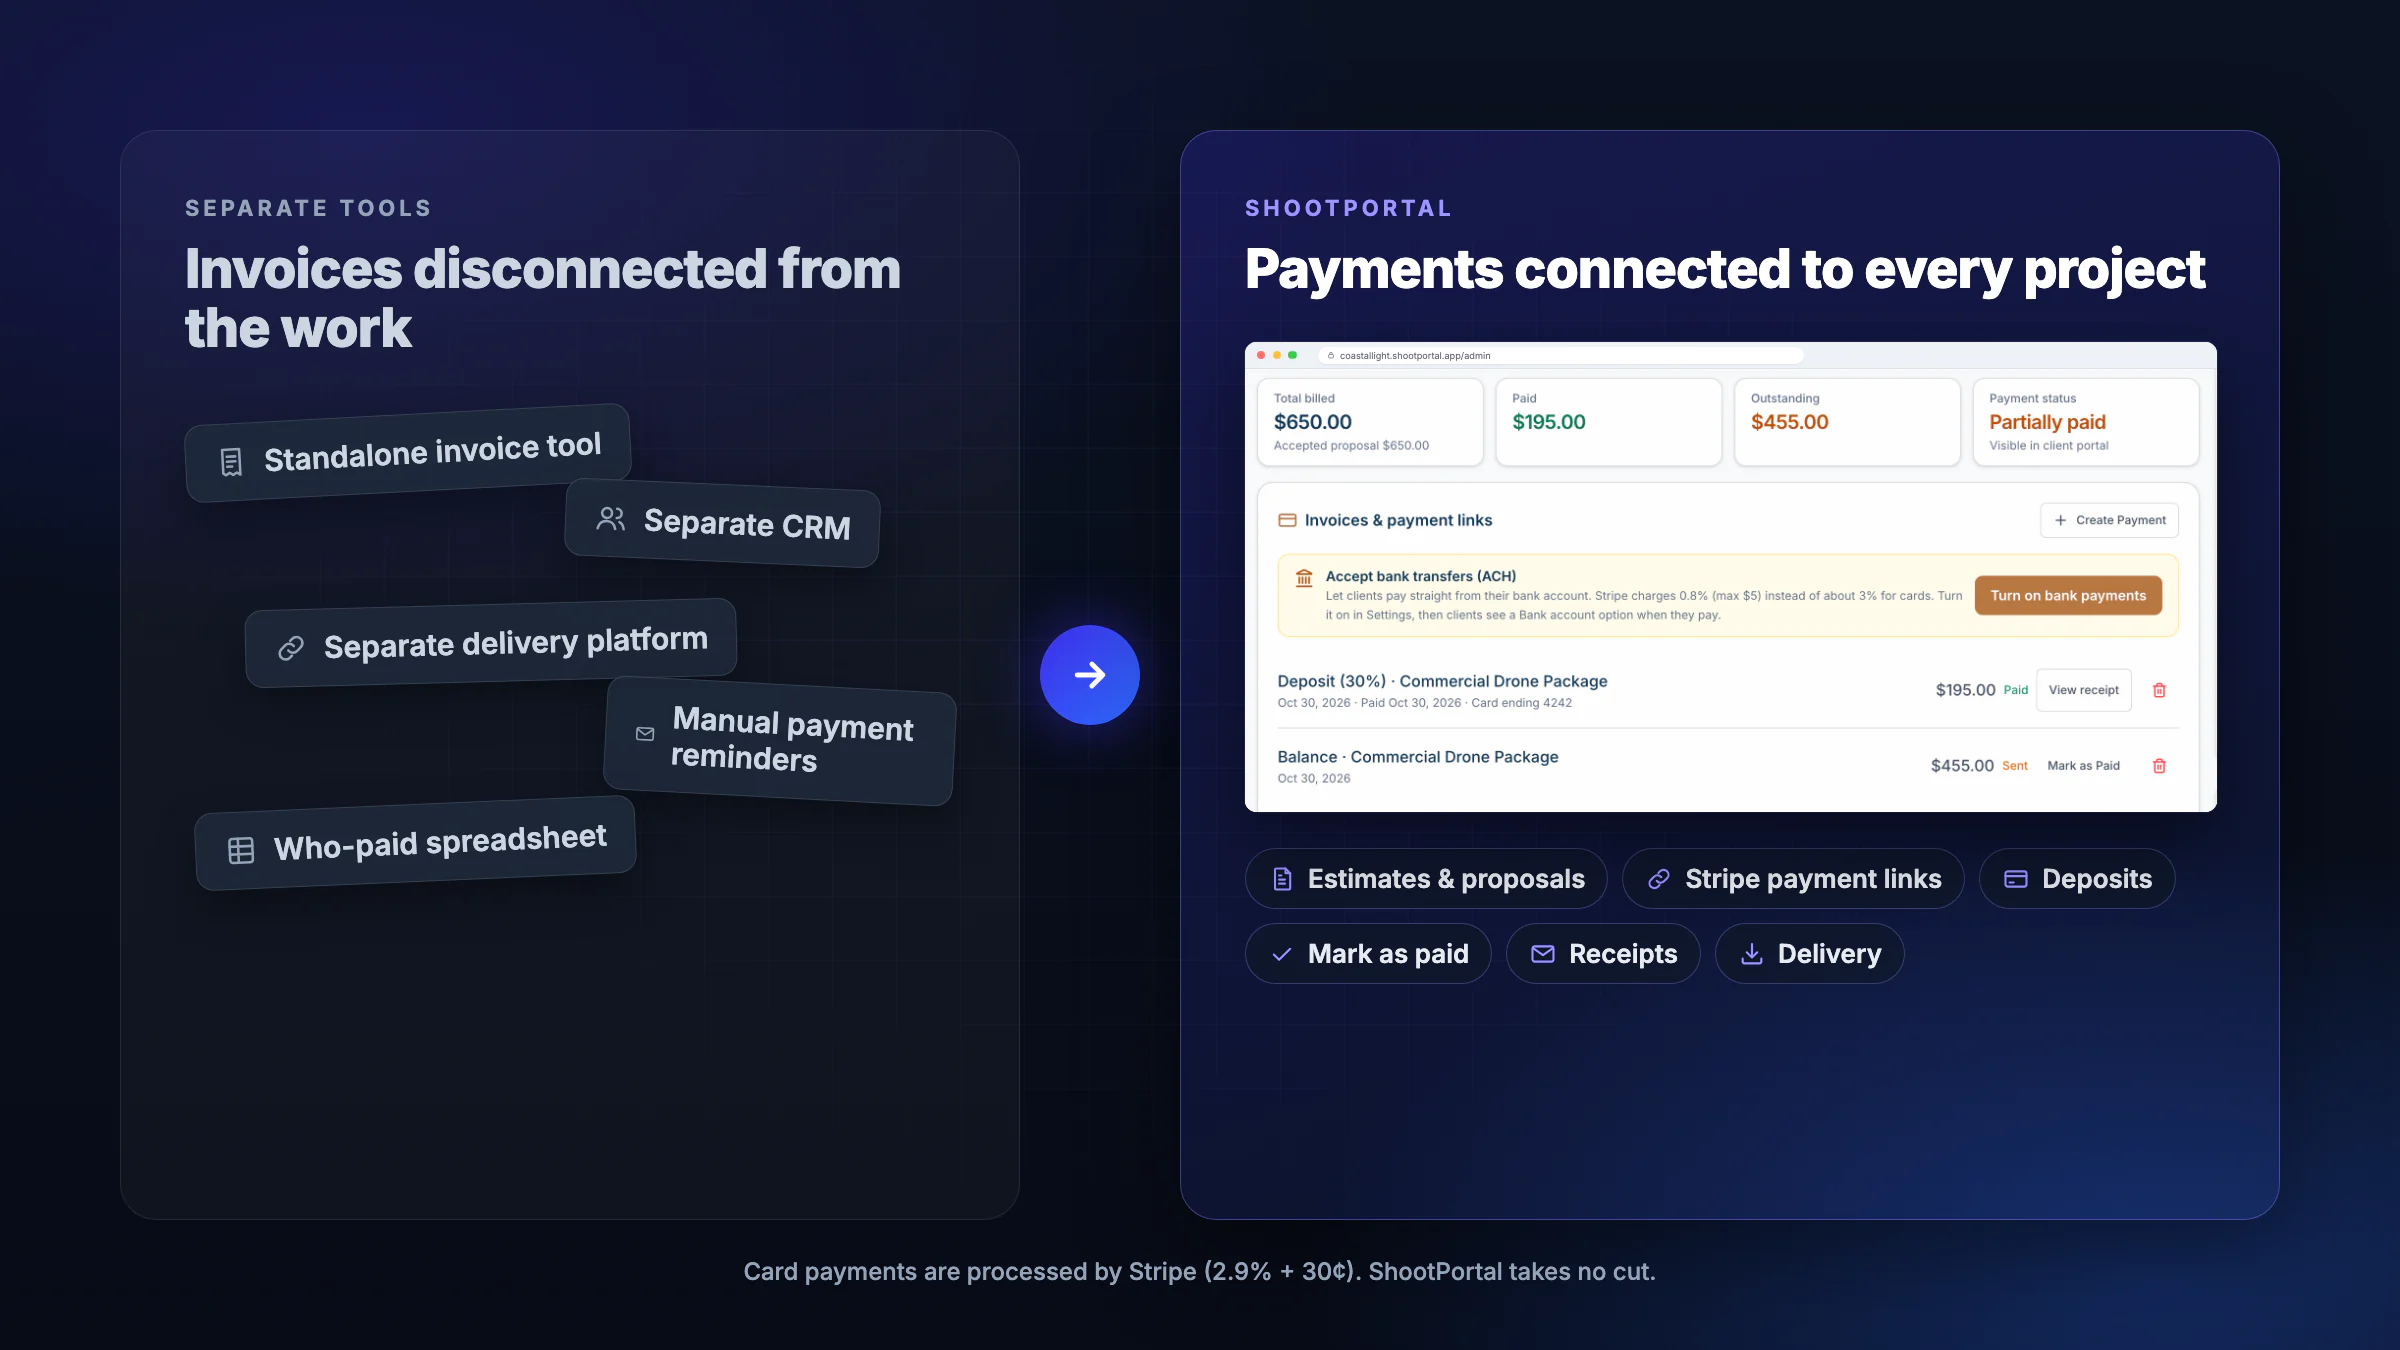 SEPARATE TOOLS
Invoices disconnected from
the work
Standalone invoice tool
Separate CRM
Separate delivery platform
Manual payment
reminders
Who-paid spreadsheet
SHOOTPORTAL
Payments connected to every project
coastallight.shootportal.app/admin
Total billed
$650.00
Accepted proposal $650.00
Paid
$195.00
Outstanding
$455.00
Payment status
Partially paid
Visible in client portal
Invoices & payment links
Create Payment
Accept bank transfers (ACH)
Let clients pay straight from their bank account. Stripe charges 0.8% (max $5) instead of about 3% for cards. Turn
it on in Settings, then clients see a Bank account option when they pay.
Turn on bank payments
Deposit (30%) · Commercial Drone Package
Oct 30, 2026 · Paid Oct 30, 2026 · Card ending 4242
$195.00 Paid View receipt
Balance · Commercial Drone Package
Oct 30, 2026
$455.00 Sent Mark as Paid
Estimates & proposals
Stripe payment links
Deposits
Mark as paid
Receipts
Delivery
Card payments are processed by Stripe (2.9% + 30¢). ShootPortal takes no cut.